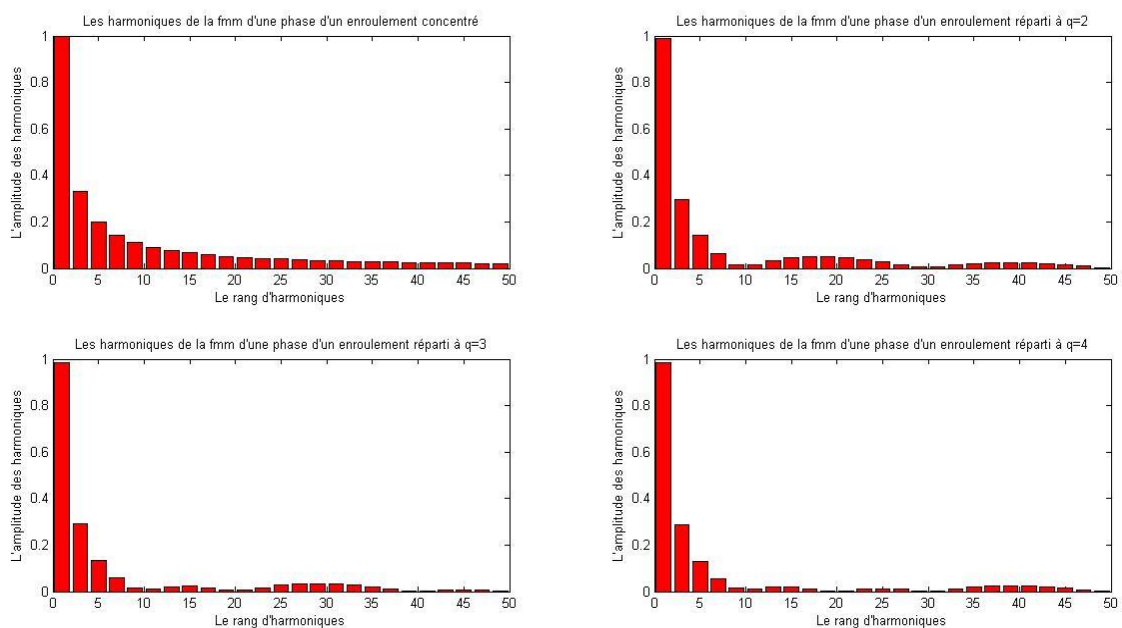 Les harmoniques de la fmm d'une phase d'un enroulement concentré
L'amplitude des harmoniques
1
0.8
0.6
0.4
0.2
0
0 5 10 15 20 25 30 35 40 45 50
Le rang d'harmoniques
Les harmoniques de la fmm d'une phase d'un enroulement réparti à q=2
L'amplitude des harmoniques
1
0.8
0.6
0.4
0.2
0
0 5 10 15 20 25 30 35 40 45 50
Le rang d'harmoniques
Les harmoniques de la fmm d'une phase d'un enroulement réparti à q=3
L'amplitude des harmoniques
1
0.8
0.6
0.4
0.2
0
0 5 10 15 20 25 30 35 40 45 50
Le rang d'harmoniques
Les harmoniques de la fmm d'une phase d'un enroulement réparti à q=4
L'amplitude des harmoniques
1
0.8
0.6
0.4
0.2
0
0 5 10 15 20 25 30 35 40 45 50
Le rang d'harmoniques